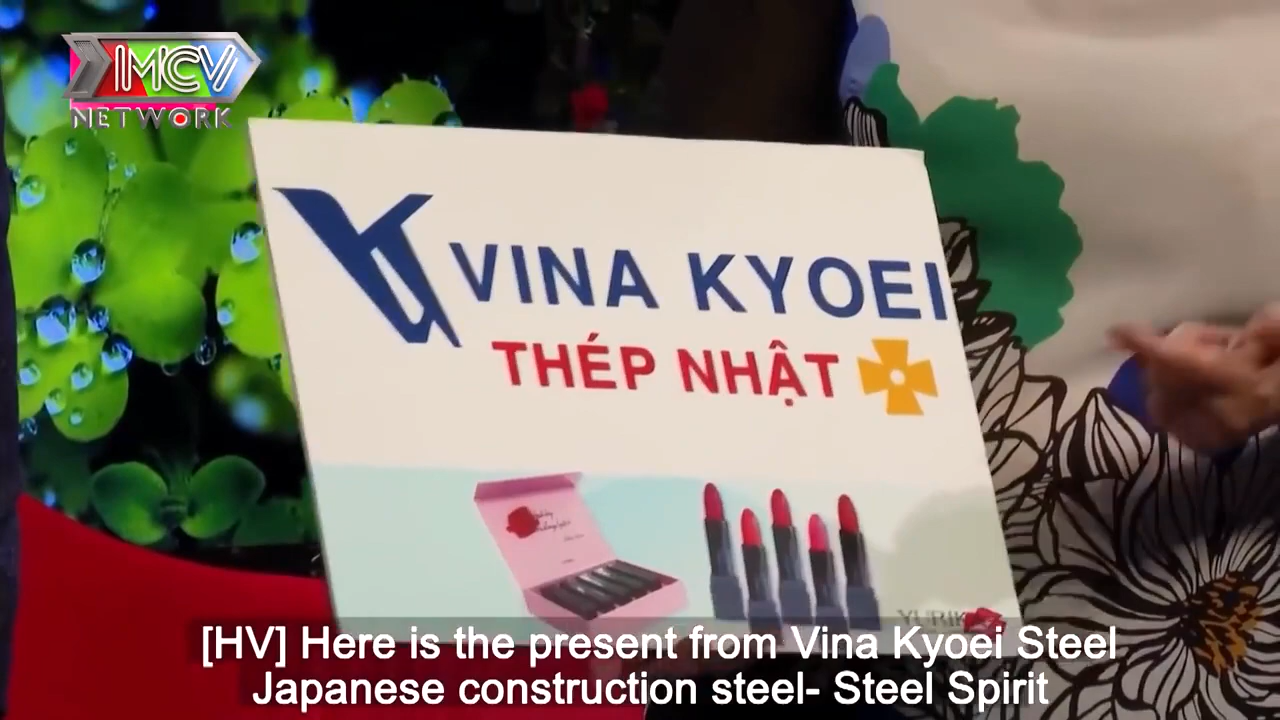 MCV
NETWORK
VINA KYOEI
THÉP NHẬT
[HV] Here is the present from Vina Kyoei Steel
Japanese construction steel- Steel Spirit